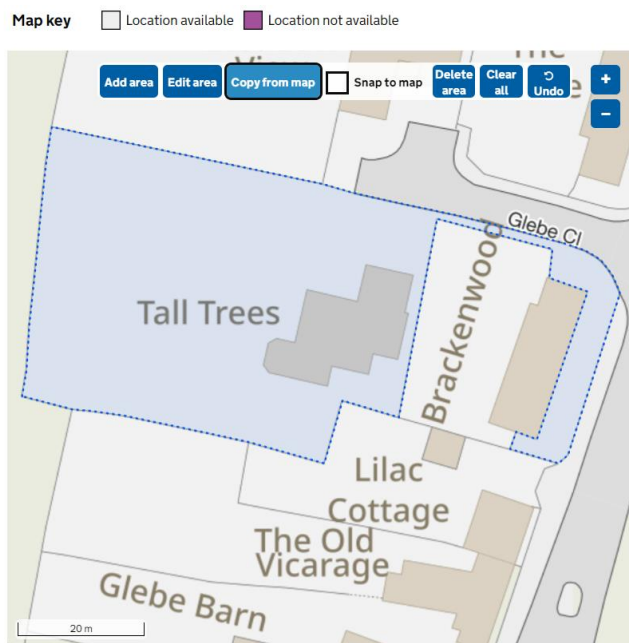 Map key
Location available
Location not available
Add area
Edit area
Copy from map
Snap to map
Delete area
Clear all
Undo
+
−
The
Glebe Cl
Tall Trees
Brackenwood
Lilac
Cottage
The Old
Vicarage
Glebe Barn
20 m